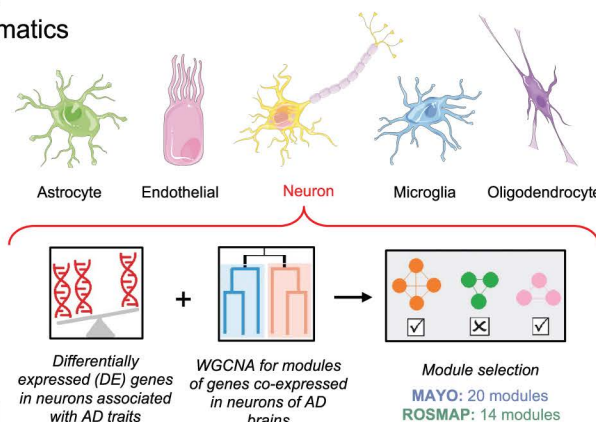 matics
Astrocyte
Endothelial
Neuron
Microglia
Oligodendrocyte
+
Differentially
expressed (DE) genes
in neurons associated
with AD traits
WGCNA for modules
of genes co-expressed
in neurons of AD
brains
Module selection
MAYO: 20 modules
ROSMAP: 14 modules